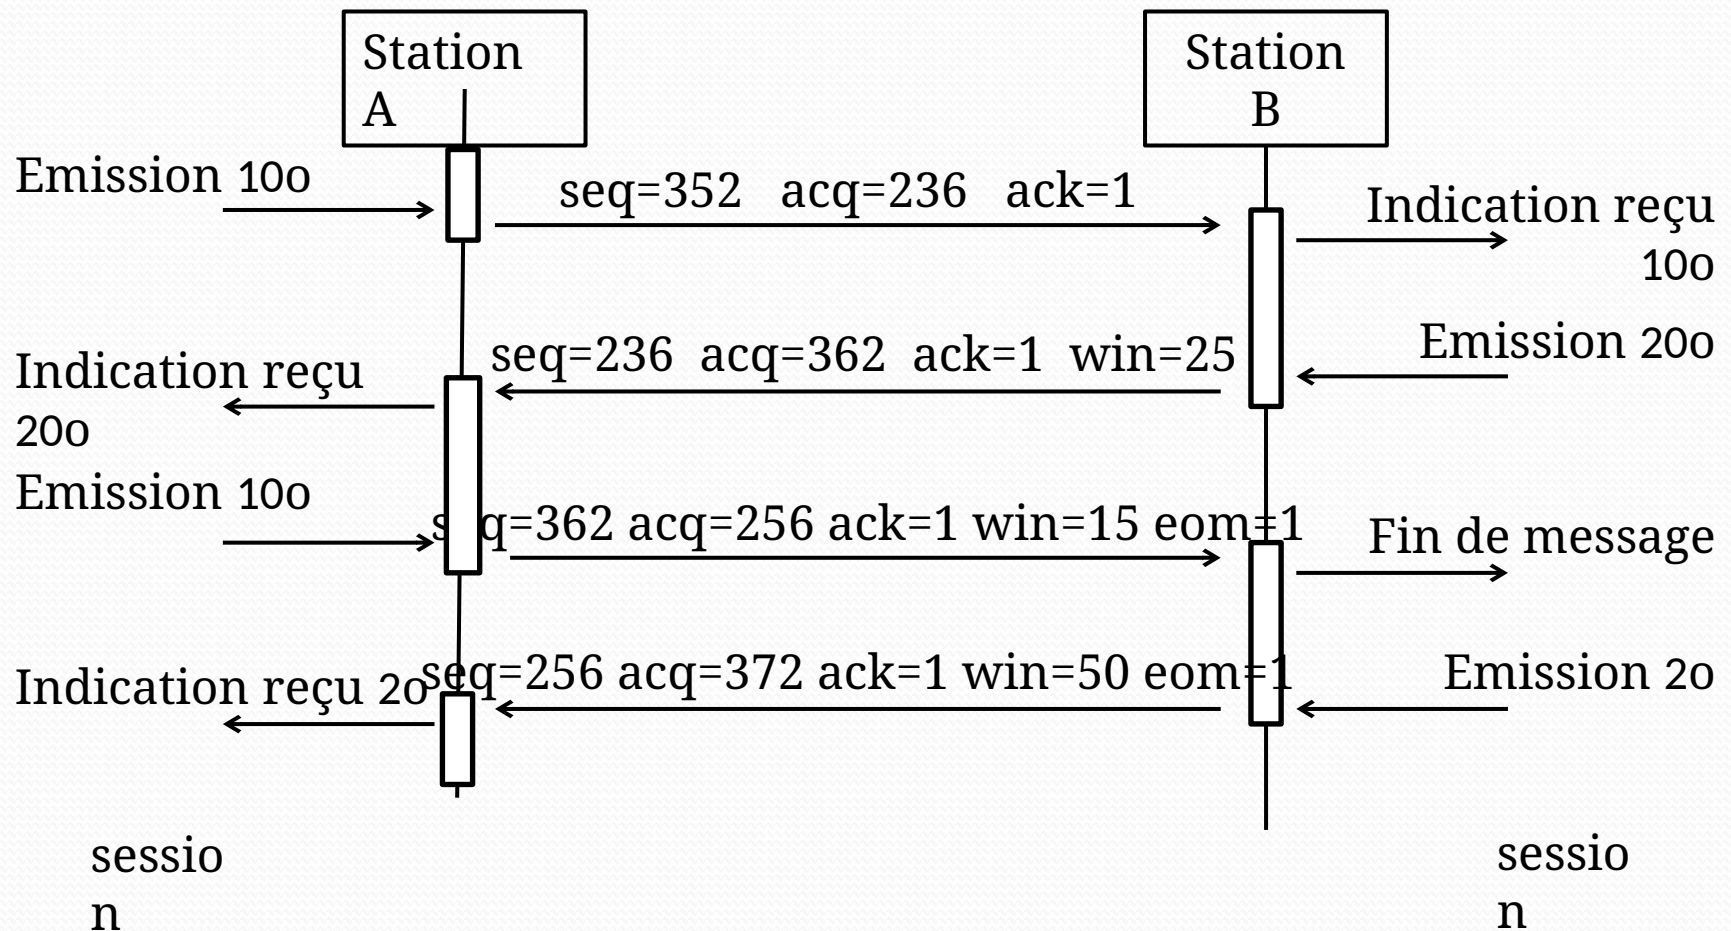 Station
A
Station
B
Emission 10o
seq=352 acq=236 ack=1
Indication reçu
10o
Emission 20o
seq=236 acq=362 ack=1 win=25
Indication reçu
20o
Emission 10o
seq=362 acq=256 ack=1 win=15 eom=1
Fin de message
Indication reçu 2o
seq=256 acq=372 ack=1 win=50 eom=1
Emission 2o
sessio
n
sessio
n